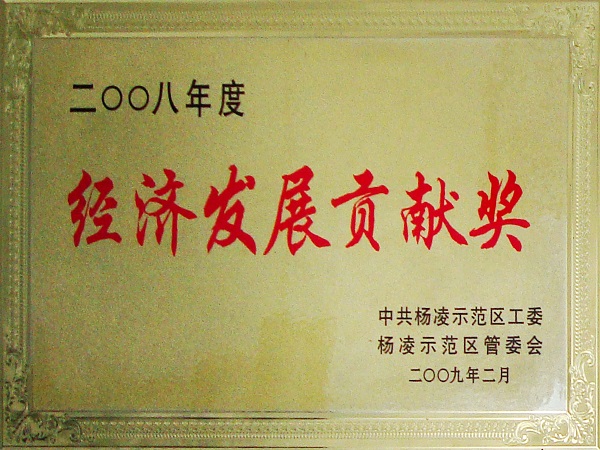 二〇〇八年度
经济发展贡献奖
中共杨凌示范区工委
杨凌示范区管委会
二〇〇九年二月